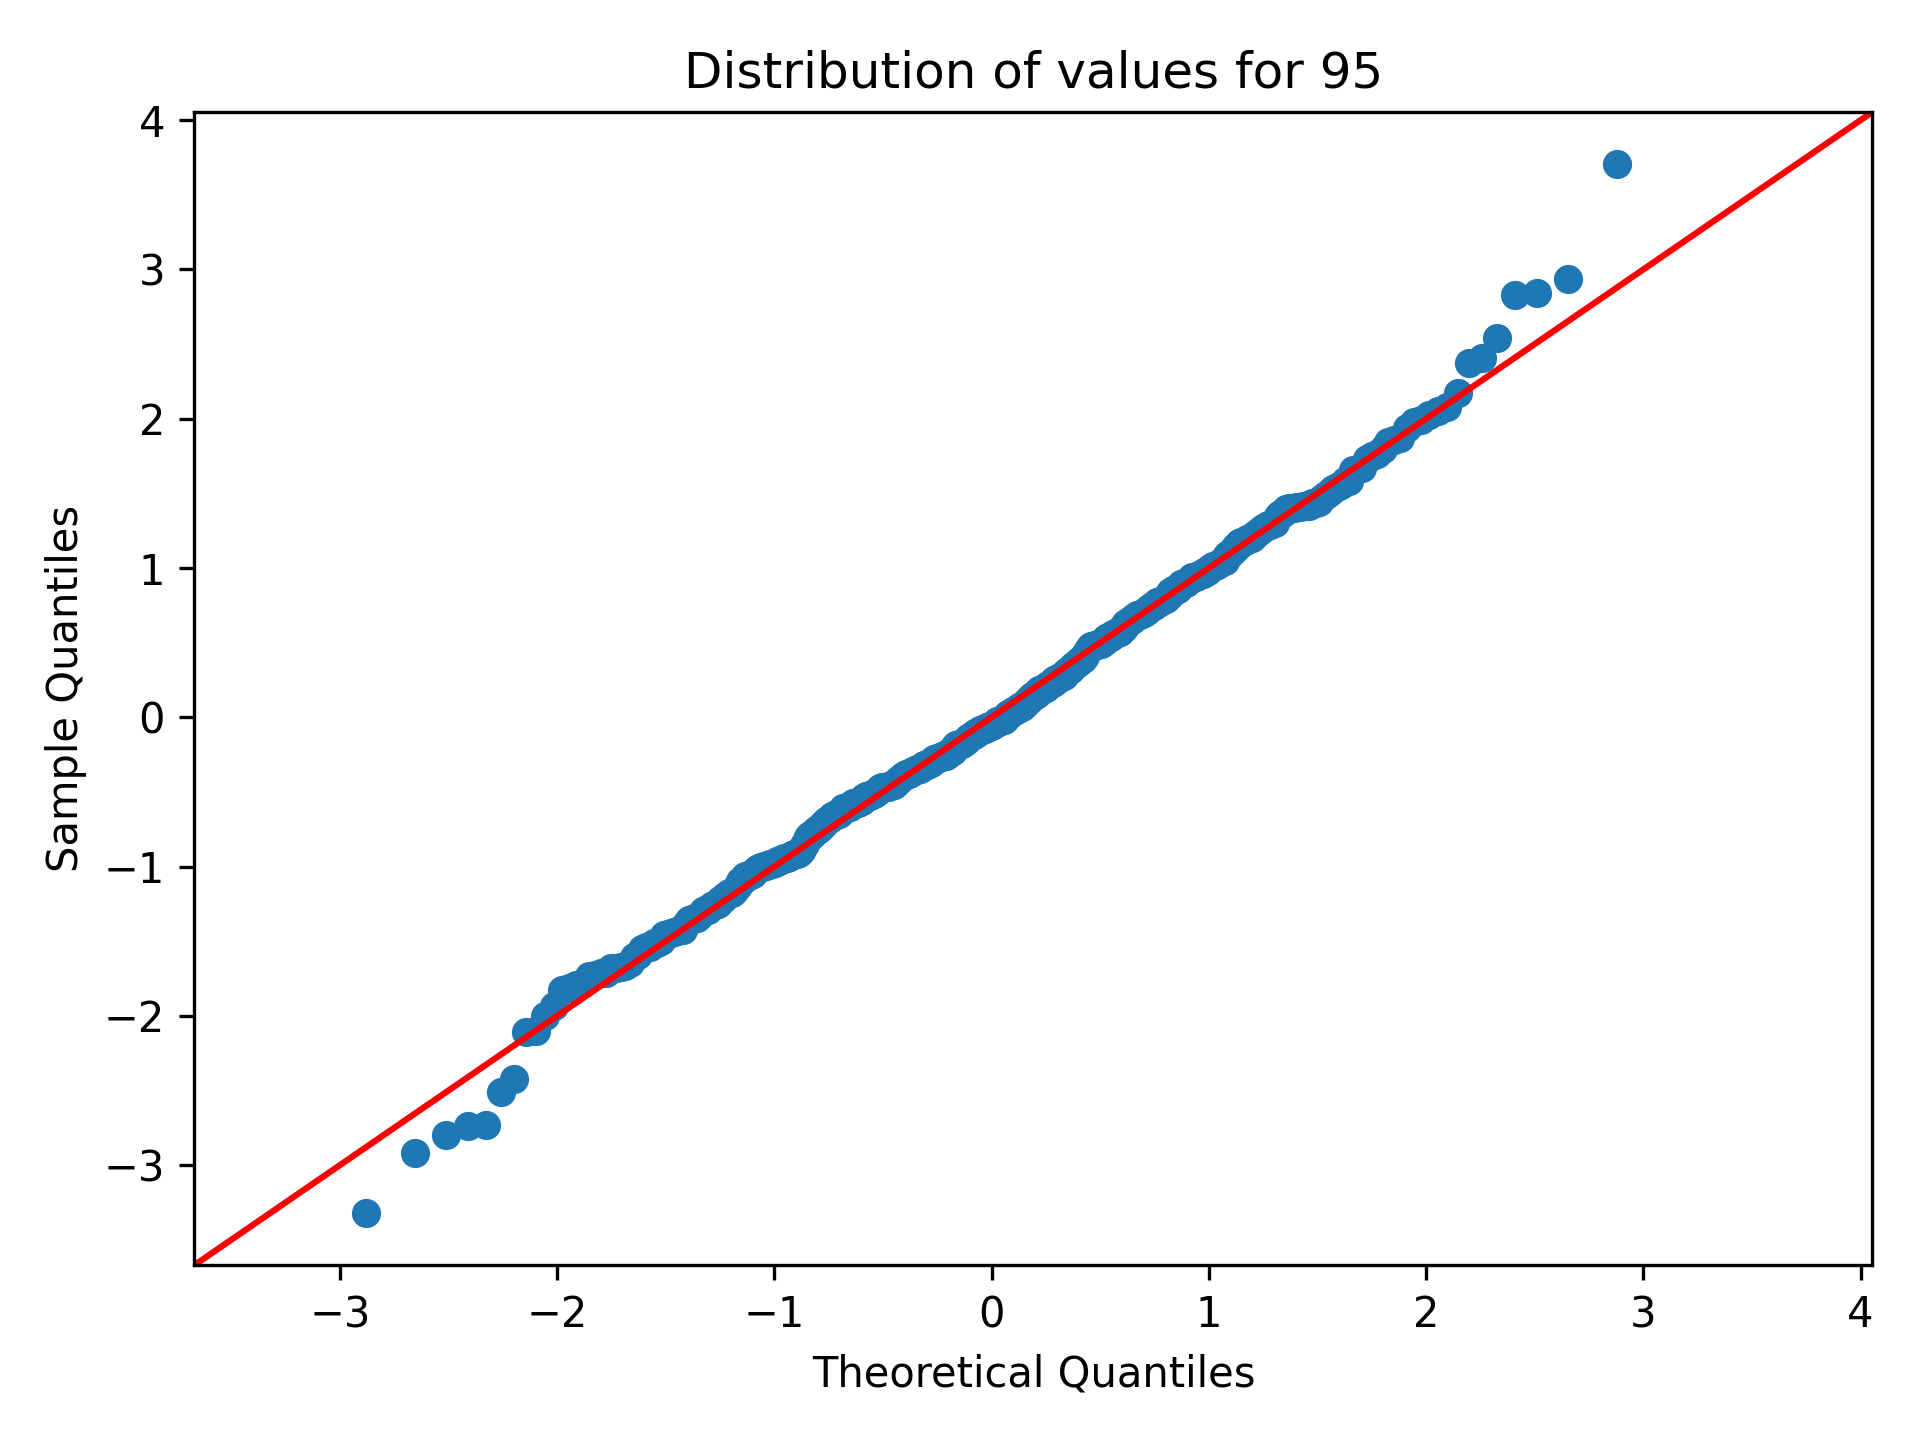 Distribution of values for 95
4
3
2
1
0
−1
−2
−3
Sample Quantiles
−3 −2 −1 0 1 2 3 4
Theoretical Quantiles